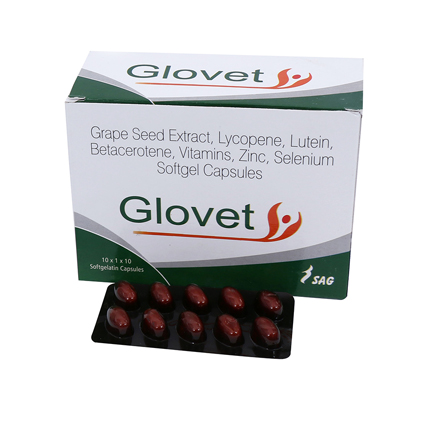 Glovet
Grape Seed Extract, Lycopene, Lutein,
Betacerotene, Vitamins, Zinc, Selenium
Softgel Capsules
Glovet
10 x 1 x 10
Softgelatin Capsules
SAG